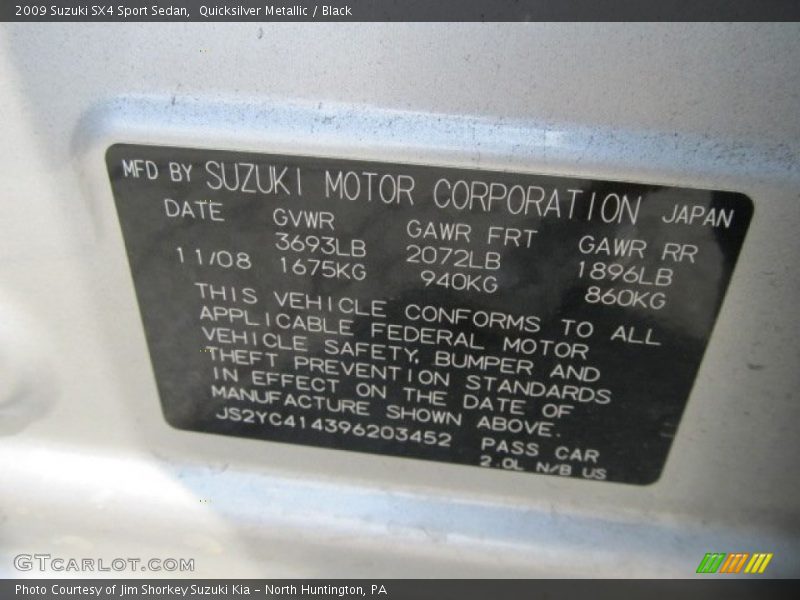 2009 Suzuki SX4 Sport Sedan,  Quicksilver Metallic / Black
MFD BY SUZUKI MOTOR CORPORATION JAPAN
DATE GVWR GAWR FRT GAWR RR
3693LB 2072LB 1896LB
11/08 1675KG 940KG 860KG
THIS VEHICLE CONFORMS TO ALL
APPLICABLE FEDERAL MOTOR
VEHICLE SAFETY, BUMPER AND
THEFT PREVENTION STANDARDS
IN EFFECT ON THE DATE OF
MANUFACTURE SHOWN ABOVE.
JS2YC414396203452 PASS CAR
2.0L N/B US
GTCARLOT.COM
Photo Courtesy of Jim Shorkey Suzuki Kia – North Huntington, PA